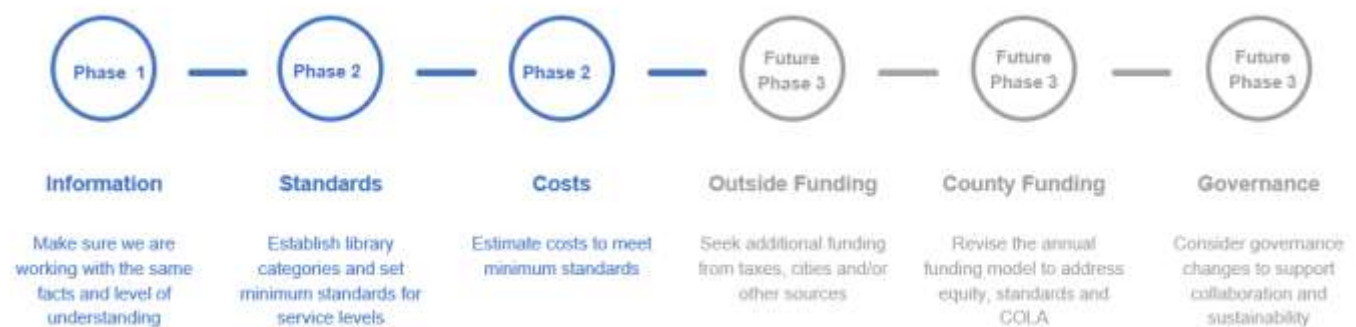 Phase 1
Phase 2
Phase 2
Future
Phase 3
Future
Phase 3
Future
Phase 3
Information
Make sure we are
working with the same
facts and level of
understanding
Standards
Establish library
categories and set
minimum standards for
service levels
Costs
Estimate costs to meet
minimum standards
Outside Funding
Seek additional funding
from taxes, cities and/or
other sources
County Funding
Revise the annual
funding model to address
equity, standards and
COLA
Governance
Consider governance
changes to support
collaboration and
sustainability